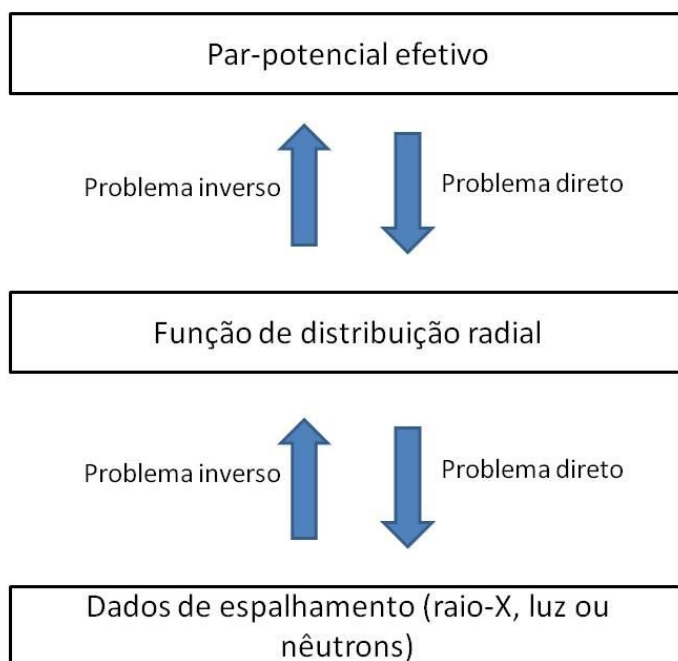 Par-potencial efetivo
Problema inverso
Problema direto
Função de distribuição radial
Problema inverso
Problema direto
Dados de espalhamento (raio-X, luz ou
nêutrons)